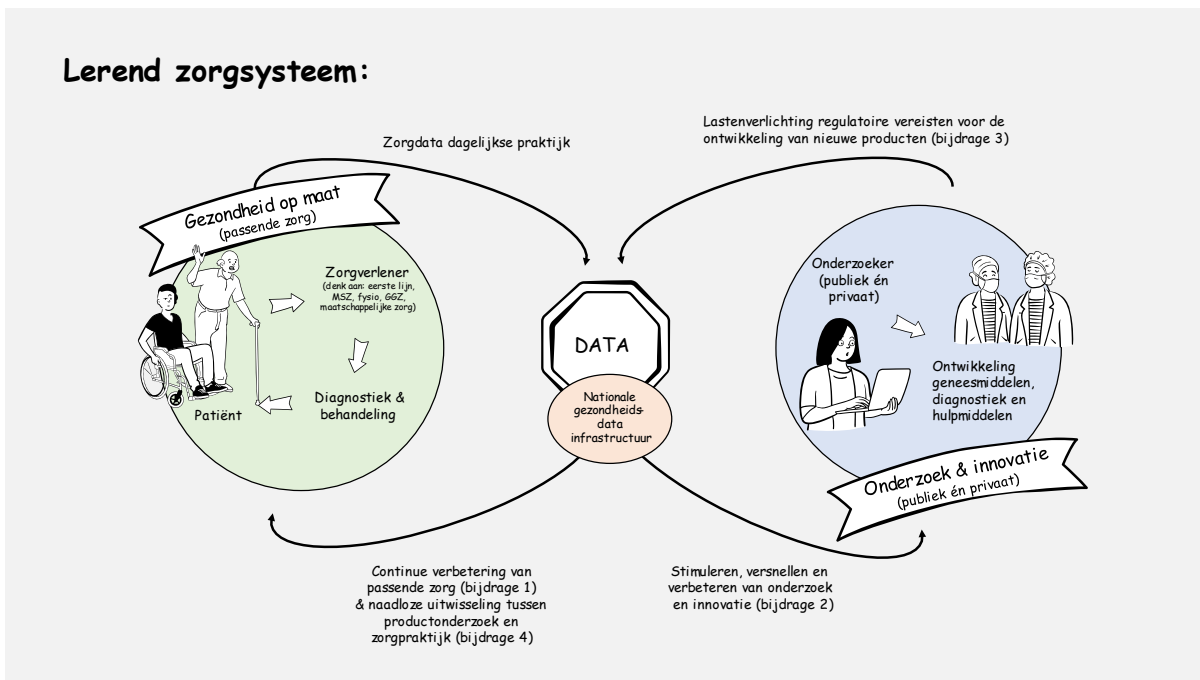 Lerend zorgsysteem:
Zorgdata dagelijkse praktijk
Lastenverlichting regulatoire vereisten voor de
ontwikkeling van nieuwe producten (bijdrage 3)
Gezondheid op maat
(passende zorg)
Zorgverlener
(denk aan: eerste lijn,
MSZ, fysio, GGZ,
maatschappelijke zorg)
Diagnostiek &
behandeling
Patiënt
DATA
Nationale
gezondheids-
data
infrastructuur
Onderzoeker
(publiek én
privaat)
Ontwikkeling
geneesmiddelen,
diagnostiek en
hulpmiddelen
Onderzoek & innovatie
(publiek én privaat)
Continue verbetering van
passende zorg (bijdrage 1)
& naadloze uitwisseling tussen
productonderzoek en
zorgpraktijk (bijdrage 4)
Stimuleren, versnellen en
verbeteren van onderzoek
en innovatie (bijdrage 2)